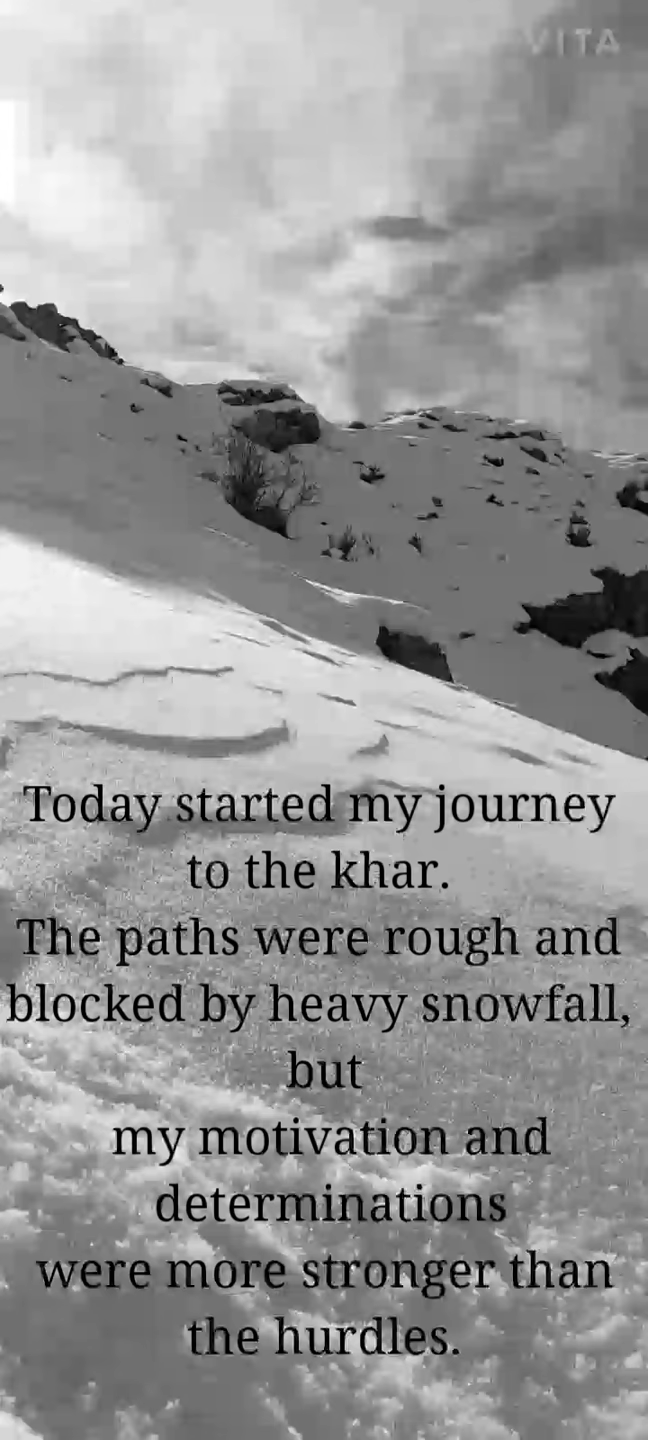 VITA
Today started my journey
to the khar.
The paths were rough and
blocked by heavy snowfall,
but
my motivation and
determinations
were more stronger than
the hurdles.